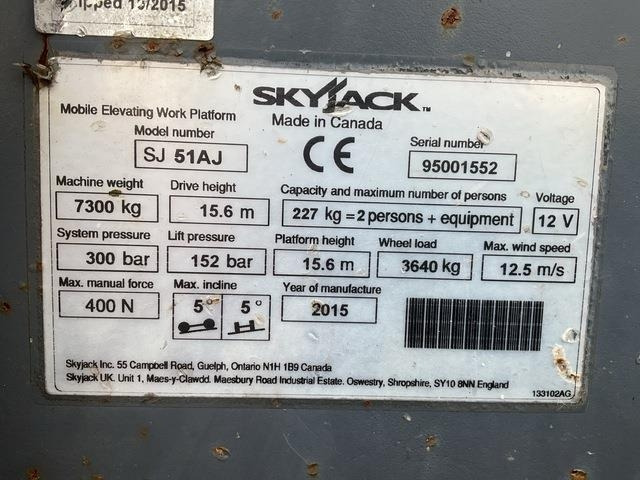 10/2015
SKYJACK™
Mobile Elevating Work Platform
Made in Canada
Model number
SJ 51AJ
CE
Serial number
95001552
Machine weight
7300 kg
Drive height
15.6 m
Capacity and maximum number of persons
227 kg = 2 persons + equipment
Voltage
12 V
System pressure
300 bar
Lift pressure
152 bar
Platform height
15.6 m
Wheel load
3640 kg
Max. wind speed
12.5 m/s
Max. manual force
400 N
Max. incline
5° 5°
Year of manufacture
2015
Skyjack Inc. 55 Campbell Road, Guelph, Ontario N1H 1B9 Canada
Skyjack UK. Unit 1, Maes-y-Clawdd. Maesbury Road Industrial Estate. Oswestry, Shropshire, SY10 8NN England
133102AG